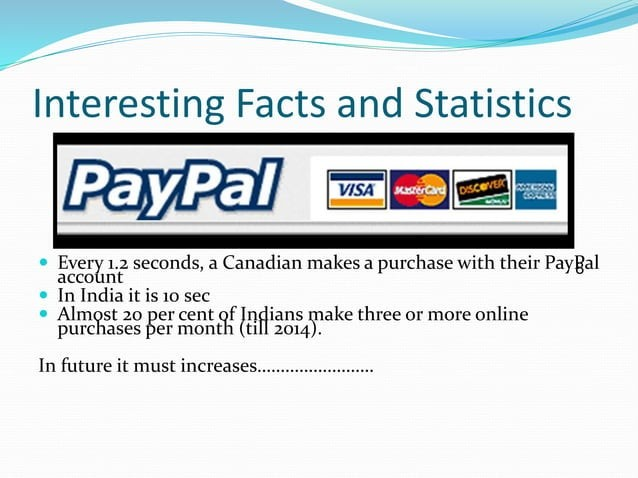 Interesting Facts and Statistics
PayPal
VISA MasterCard DISCOVER AMERICAN
NETWORK EXPRESS
• Every 1.2 seconds, a Canadian makes a purchase with their PayPal
account
• In India it is 10 sec
• Almost 20 per cent of Indians make three or more online
purchases per month (till 2014).
In future it must increases.........................